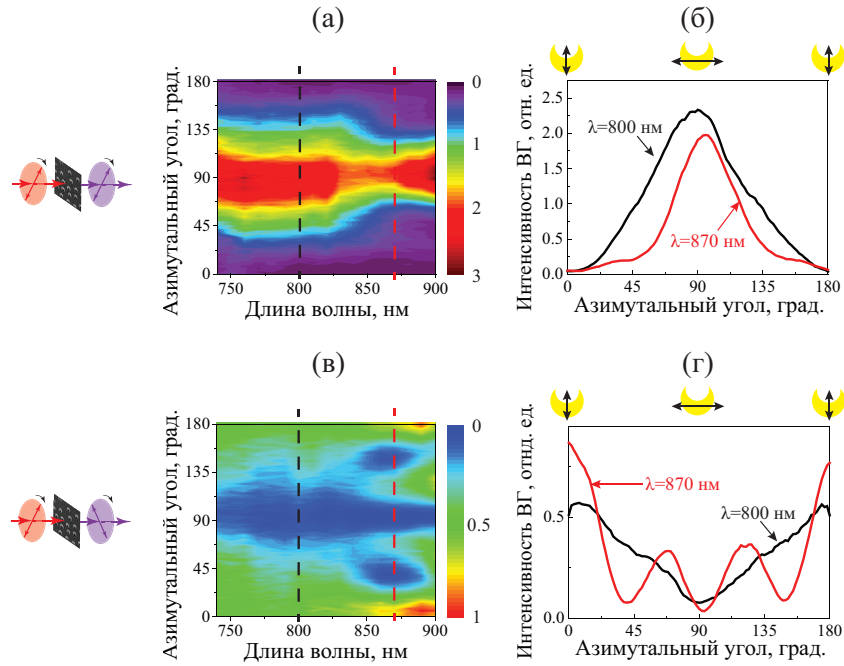 (а)
(б)
Азимутальный угол, град.
180
135
90
45
0
750
800
850
900
Длина волны, нм
0
1
2
3
Интенсивность ВГ, отн. ед.
2.5
2.0
1.5
1.0
0.5
0.0
λ=800 нм
λ=870 нм
0
45
90
135
180
Азимутальный угол, град.
(в)
(г)
Азимутальный угол, град.
180
135
90
45
0
750
800
850
900
Длина волны, нм
0
0.5
1
Интенсивность ВГ, отнд. ед.
0.5
0.0
λ=870 нм
λ=800 нм
0
45
90
135
180
Азимутальный угол, град.